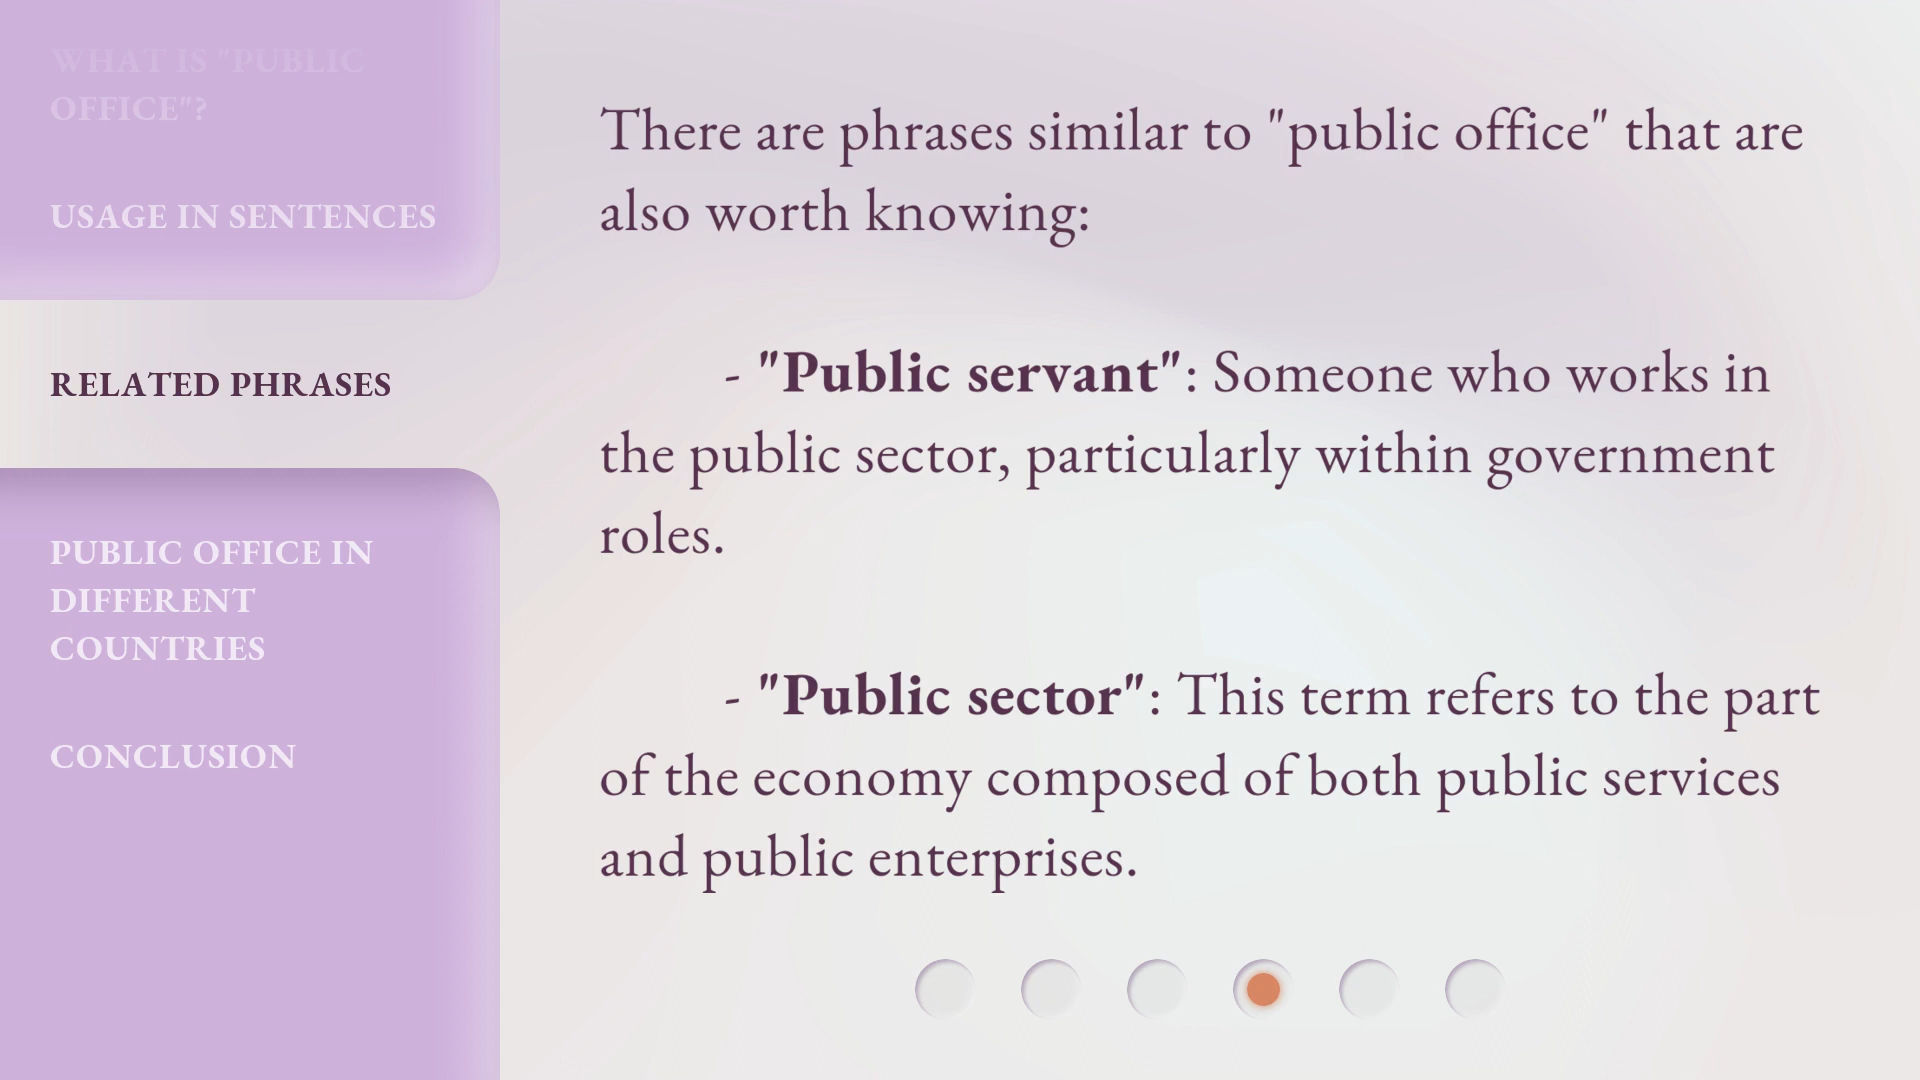 WHAT IS "PUBLIC
OFFICE"?
USAGE IN SENTENCES
RELATED PHRASES
PUBLIC OFFICE IN
DIFFERENT
COUNTRIES
CONCLUSION
There are phrases similar to "public office" that are
also worth knowing:
- "Public servant": Someone who works in
the public sector, particularly within government
roles.
- "Public sector": This term refers to the part
of the economy composed of both public services
and public enterprises.